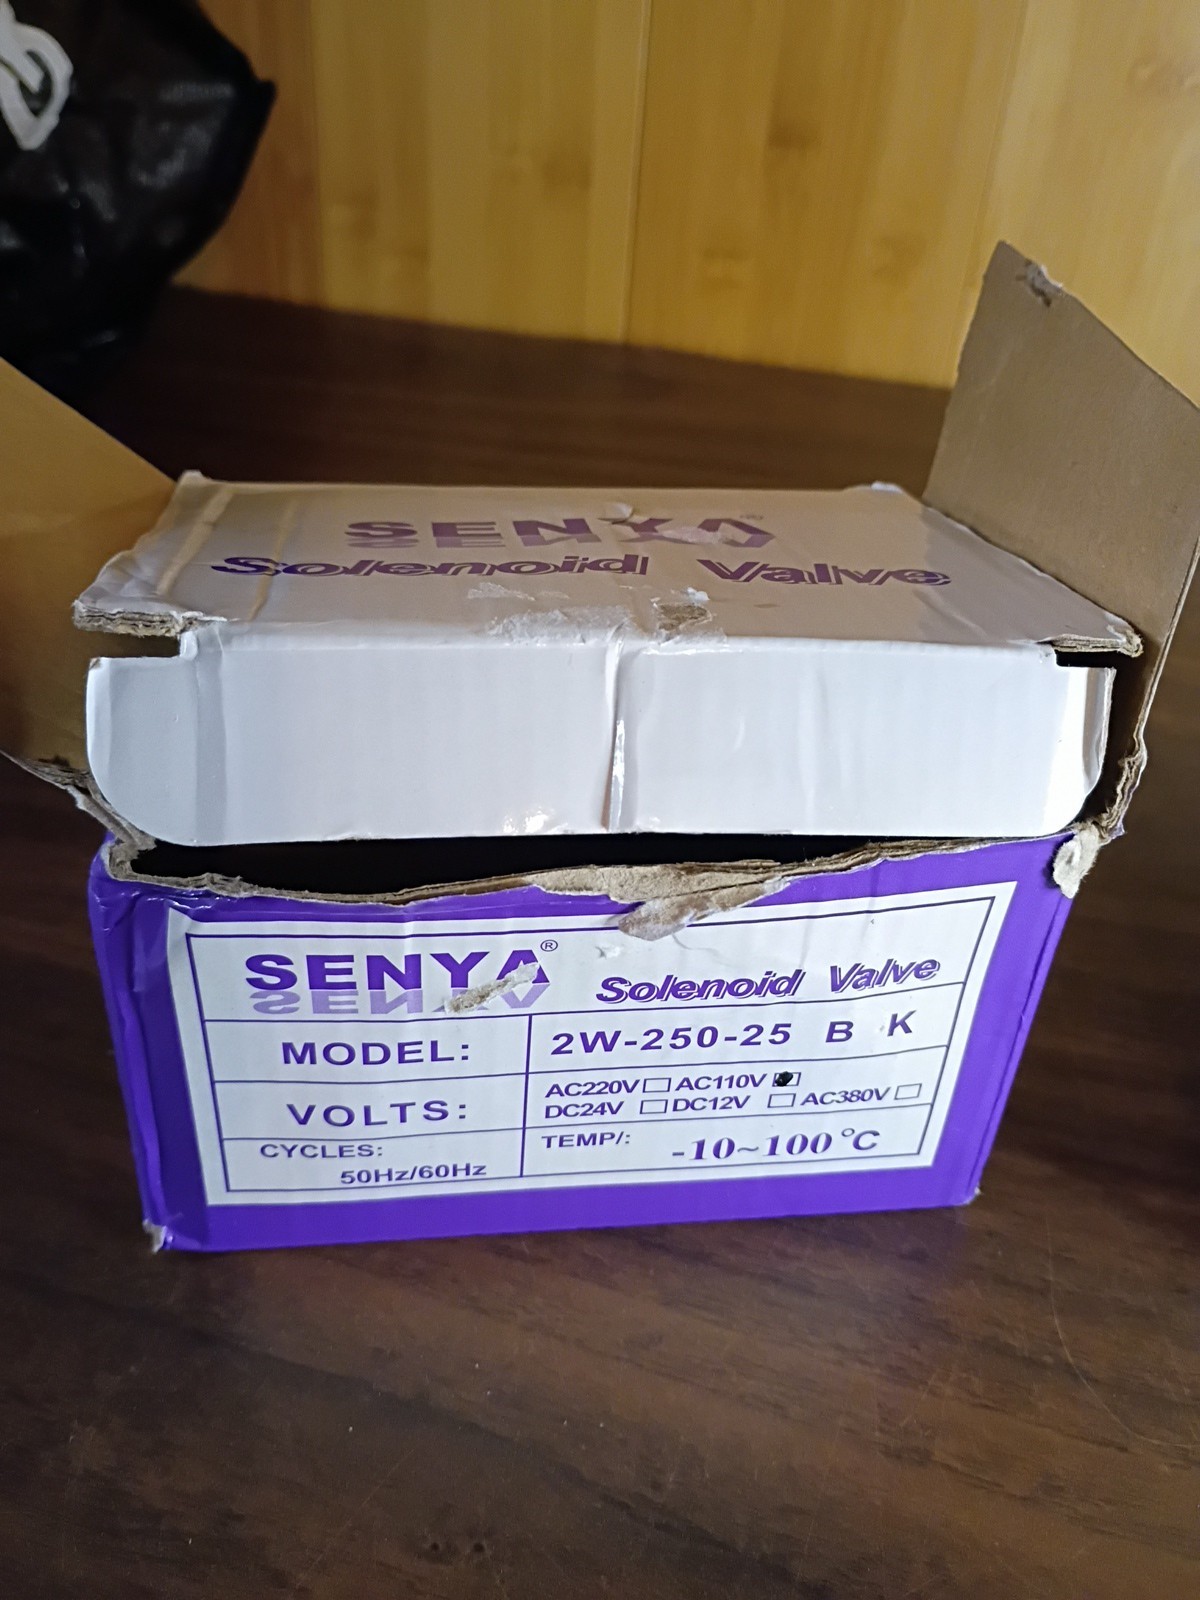 SENYA®
Solenoid Valve
SENYA® Solenoid Valve
MODEL: 2W-250-25 B K
VOLTS: AC220V AC110V
DC24V DC12V AC380V
CYCLES: TEMP/: -10~100°C
50Hz/60Hz